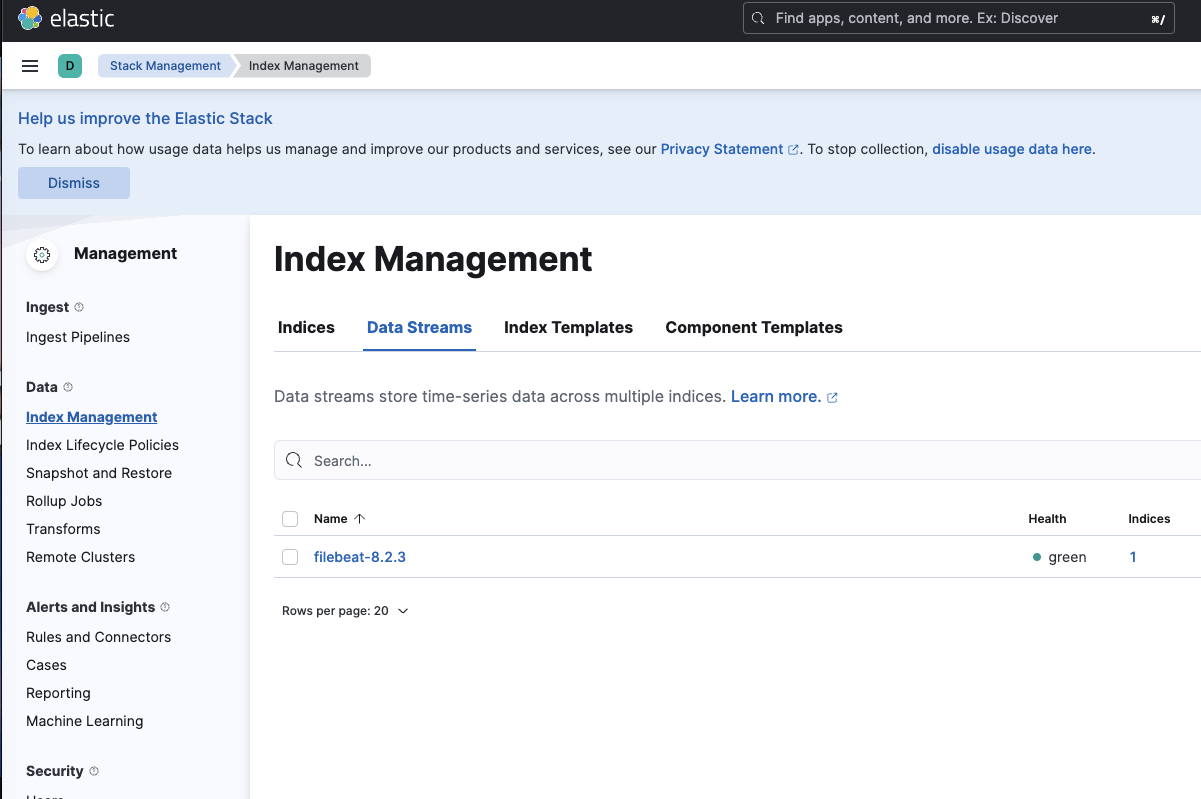 elastic
Find apps, content, and more. Ex: Discover
⌘/
D
Stack Management
Index Management
Help us improve the Elastic Stack
To learn about how usage data helps us manage and improve our products and services, see our Privacy Statement. To stop collection, disable usage data here.
Dismiss
Management
Ingest
Ingest Pipelines
Data
Index Management
Index Lifecycle Policies
Snapshot and Restore
Rollup Jobs
Transforms
Remote Clusters
Alerts and Insights
Rules and Connectors
Cases
Reporting
Machine Learning
Security
Index Management
Indices Data Streams Index Templates Component Templates
Data streams store time-series data across multiple indices. Learn more.
Search...
Name Health Indices
filebeat-8.2.3 green 1
Rows per page: 20